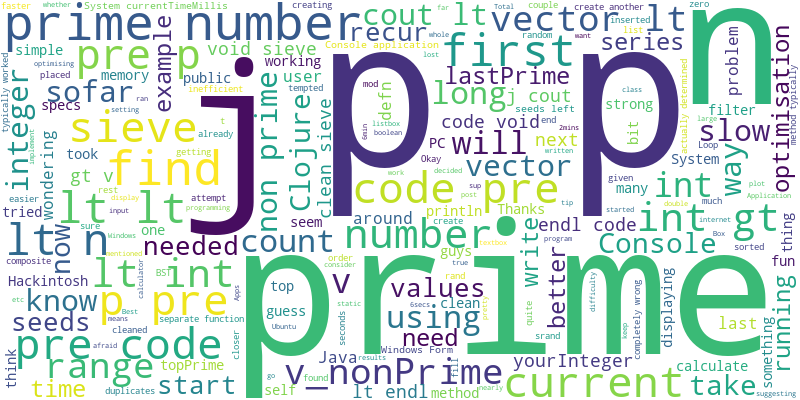 faster
whether
System currentTimeMillis
creating
far
Total
couple
create another
zero
prime number
cout lt
vector lt
inserted
random
pre p
void sieve
example
recur
first
series
whole
want
Console application
lost
optimising
simple
memory
public
inefficient
working
user
tempted
mod
lastPrime
problem
class
typically worked
integer
sofar
specs
placed
sieve
long
j cout
defn
6min
listbox
boolean
code void
seeds left
end
2mins
strong
bit
filter
slow
optimisation
method typically
actually determined
large
Clojure
non prime
PC
will
next
System
Loop
wondering
ran
setting
t
already
gt v
took
find
clean sieve
vector
Okay
work
decided
written
way
many
given
plot
Application
implement
getting
lt lt
rest
attempt
display
programming
code pre
easier
tried
post
tip
int
much
internet
double
one
seem
around
println
Thanks
sup
started
Box
sure
thing
Windows
input
number
create
int gt
now
lt n
needed
count
endl code
Console
sorted
fun
mentioned
composite
Hackintosh
BST
calculator
order
consider
true
guys
write
top
v
values
clean
rand
program
better
displaying
know
p pre
prime
lt int
static
6secs
textbox
quite
seeds
Best
etc
cleaned
means
separate function
Apps
guess
seconds
using
pretty
last
difficulty
completely wrong
something
pre code
closer
Ubuntu
need
srand
keep
current
think
topPrime
Java
results
Windows Form
range
afraid
self
go
found
fill
yourInteger
calculate
take
running
time
start
v_nonPrime
duplicates
lt endl
method
nearly
suggesting
j
p
p
n